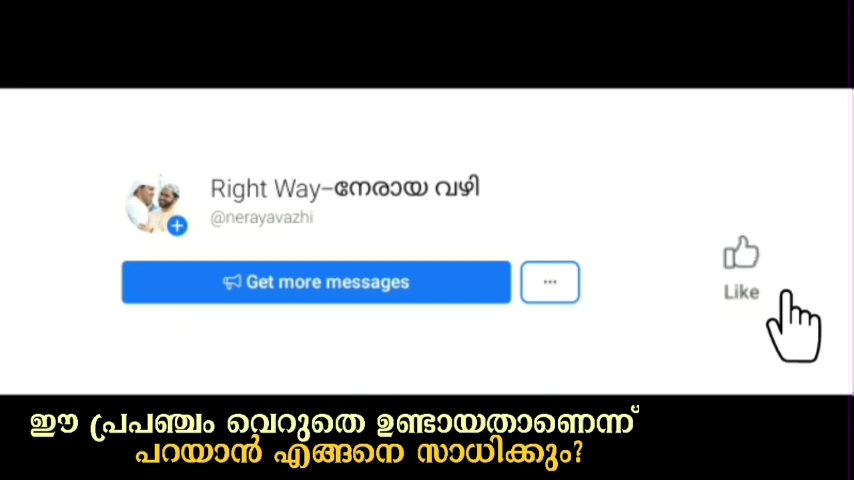 Right Way-നേരായ വഴി
@nerayavazhi
Get more messages
Like
ഈ പ്രപഞ്ചം വെറുതെ ഉണ്ടായതാണെന്ന്
പറയാൻ എങ്ങനെ സാധിക്കും?